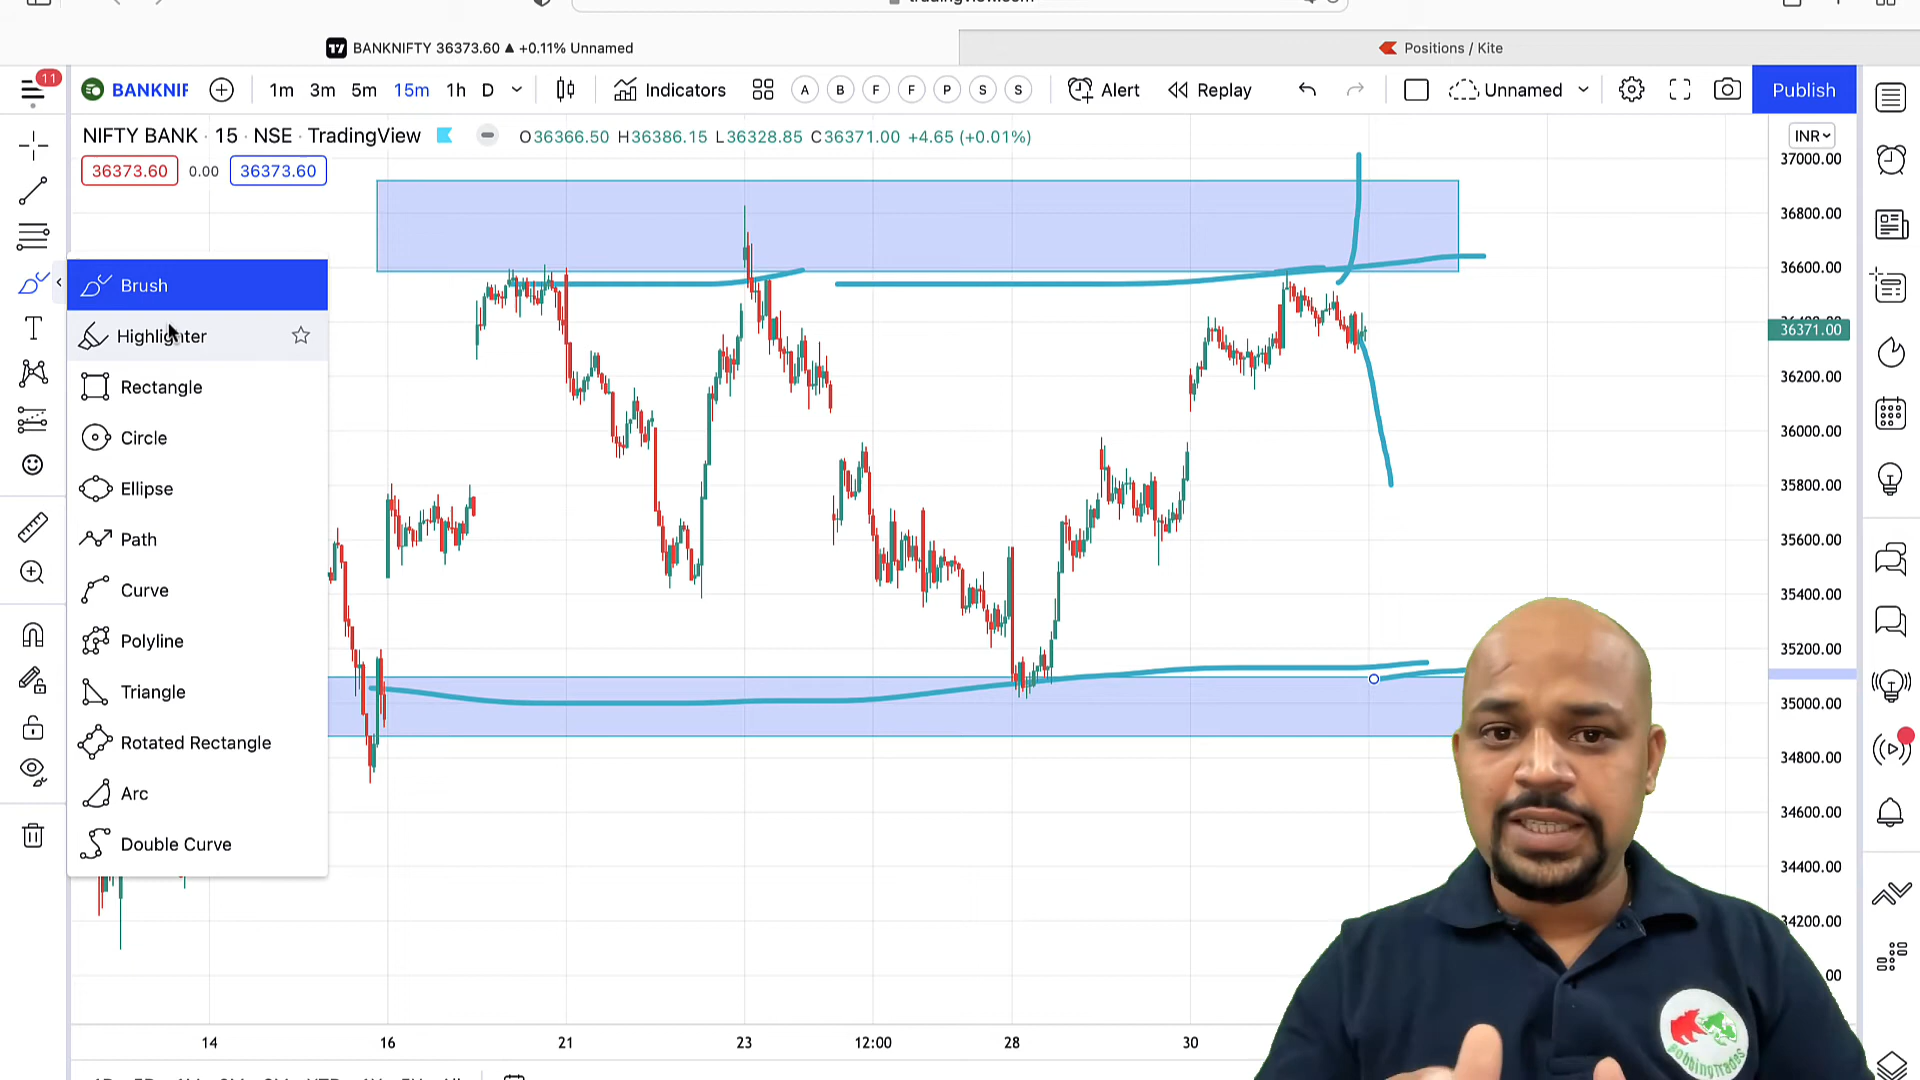 tradingview.com
BANKNIFTY 36373.60 ▲ +0.11% Unnamed
Positions / Kite
11
BANKNIF
1m 3m 5m 15m 1h D
Indicators
A B F F P S S
Alert
Replay
Unnamed
Publish
NIFTY BANK · 15 · NSE · TradingView
O36366.50 H36386.15 L36328.85 C36371.00 +4.65 (+0.01%)
INR
36373.60 0.00 36373.60
37000.00
36800.00
36600.00
36371.00
36200.00
36000.00
35800.00
35600.00
35400.00
35200.00
35000.00
34800.00
34600.00
34400.00
34200.00
00
Brush
Highlighter
Rectangle
Circle
Ellipse
Path
Curve
Polyline
Triangle
Rotated Rectangle
Arc
Double Curve
14 16 21 23 12:00 28 30